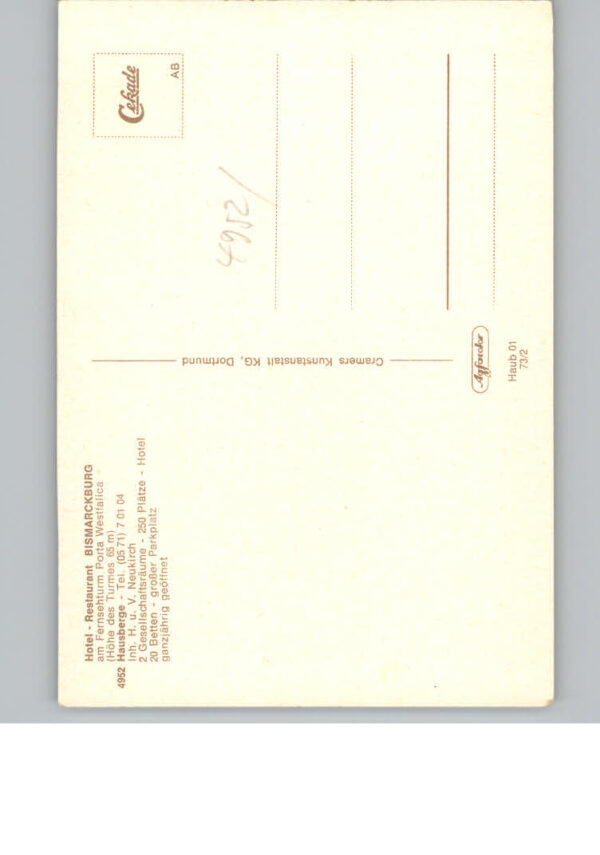 Hotel - Restaurant BISMARCKBURG
am Fernsehturm Porta Westfalica
(Höhe des Turmes 65 m)
4952 Hausberge - Tel. (05 71) 7 01 04
Inh. H. u. V. Neukirch
2 Gesellschaftsräume - 250 Plätze - Hotel
20 Betten - großer Parkplatz
ganzjährig geöffnet
Cramers Kunstanstalt KG, Dortmund
Cekade
AB
4952/
Agfacolor
Haub 01
73/2